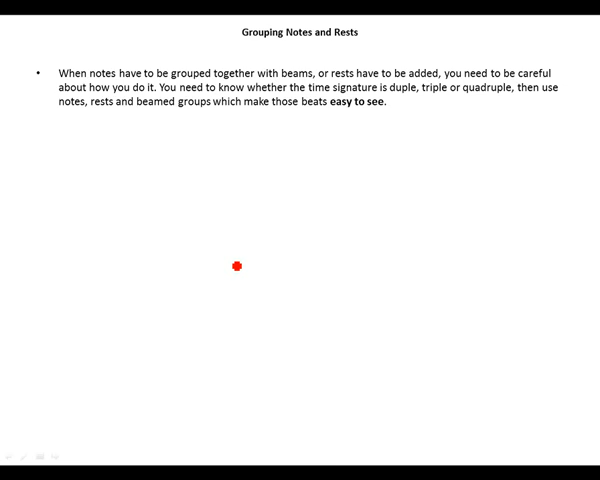 Grouping Notes and Rests
• When notes have to be grouped together with beams, or rests have to be added, you need to be careful
about how you do it. You need to know whether the time signature is duple, triple or quadruple, then use
notes, rests and beamed groups which make those beats easy to see.